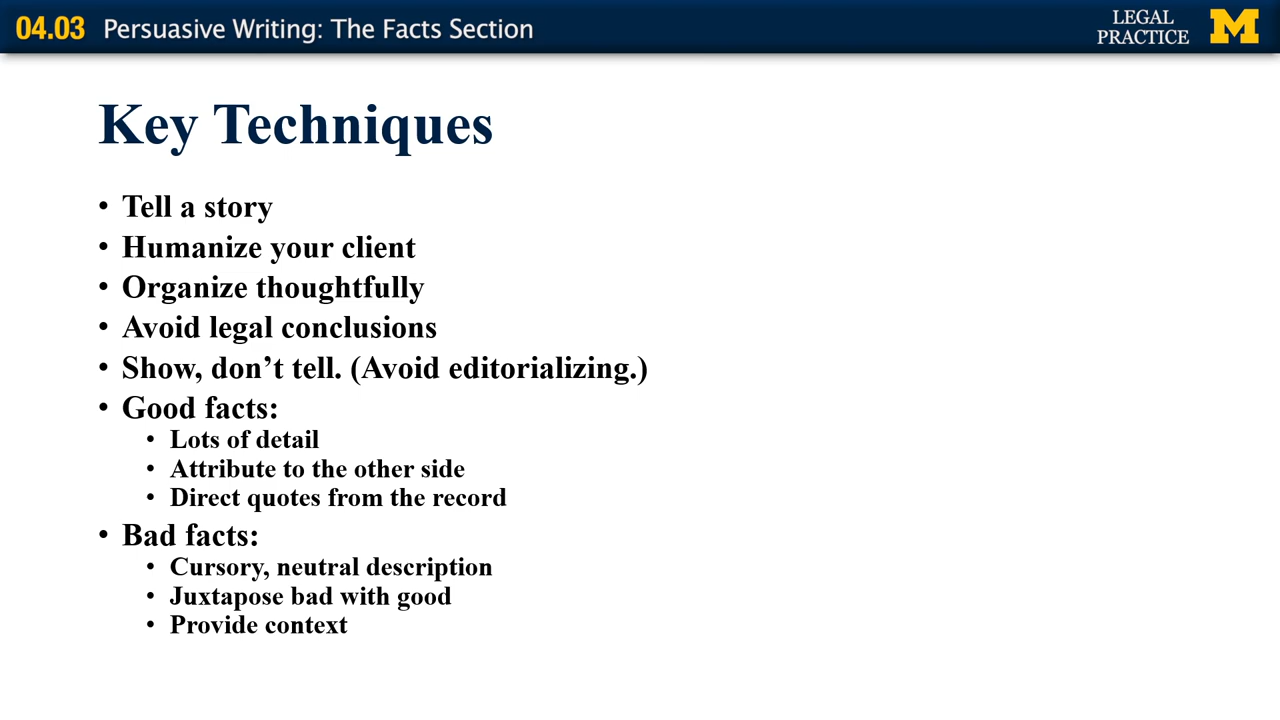 04.03 Persuasive Writing: The Facts Section
LEGAL
PRACTICE
M
Key Techniques
• Tell a story
• Humanize your client
• Organize thoughtfully
• Avoid legal conclusions
• Show, don’t tell. (Avoid editorializing.)
• Good facts:
• Lots of detail
• Attribute to the other side
• Direct quotes from the record
• Bad facts:
• Cursory, neutral description
• Juxtapose bad with good
• Provide context